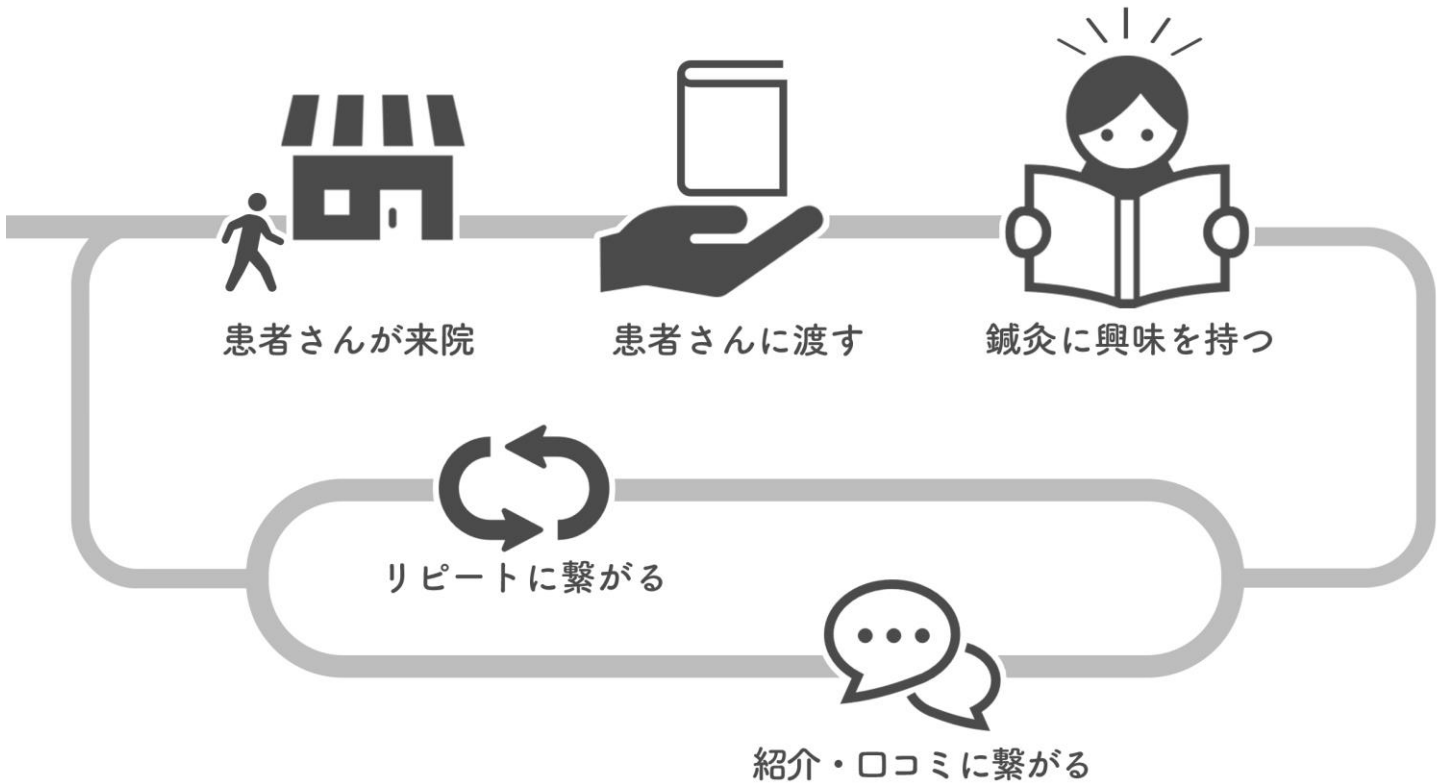 患者さんが来院
患者さんに渡す
鍼灸に興味を持つ
リピートに繋がる
紹介・口コミに繋がる